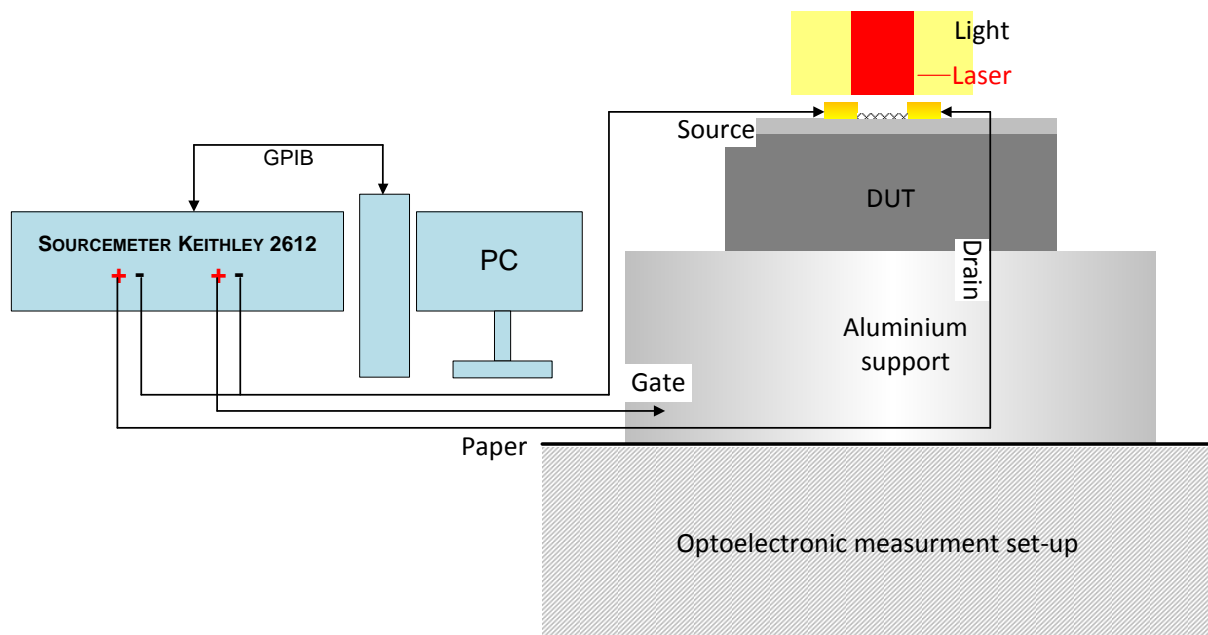 Light
Laser
Source
GPIB
DUT
SOURCEMETER KEITHLEY 2612
+ - + -
PC
Drain
Aluminium
support
Gate
Paper
Optoelectronic measurment set-up